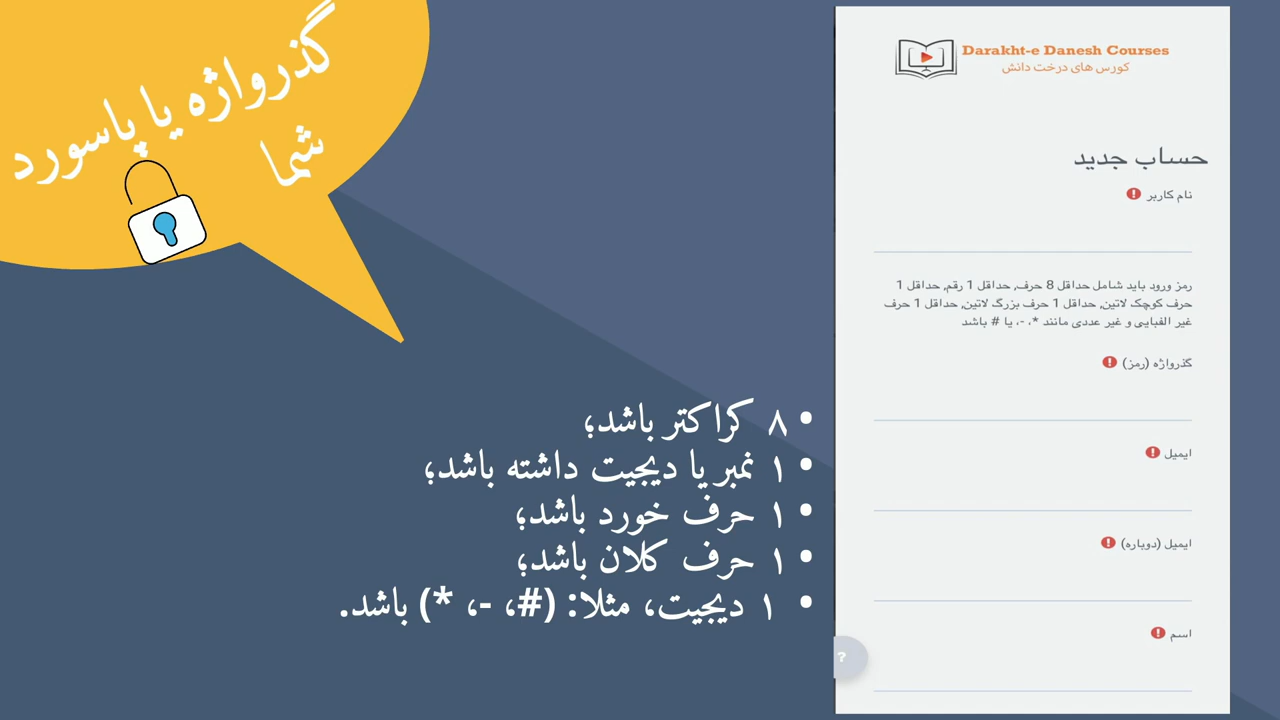 گذرواژه یا پاسورد
شما
۸ کراکتر باشد؛
۱ نمبر یا دیجیت داشته باشد؛
۱ حرف خورد باشد؛
۱ حرف کلان باشد؛
۱ دیجیت، مثلا: (#، -، *) باشد.
Darakht-e Danesh Courses
کورس های درخت دانش
حساب جدید
نام کاربر
رمز ورود باید شامل حداقل 8 حرف, حداقل 1 رقم, حداقل 1
حرف کوچک لاتین, حداقل 1 حرف بزرگ لاتین, حداقل 1 حرف
غیر الفبایی و غیر عددی مانند *، -، یا # باشد
گذرواژه (رمز)
ایمیل
ایمیل (دوباره)
اسم
?